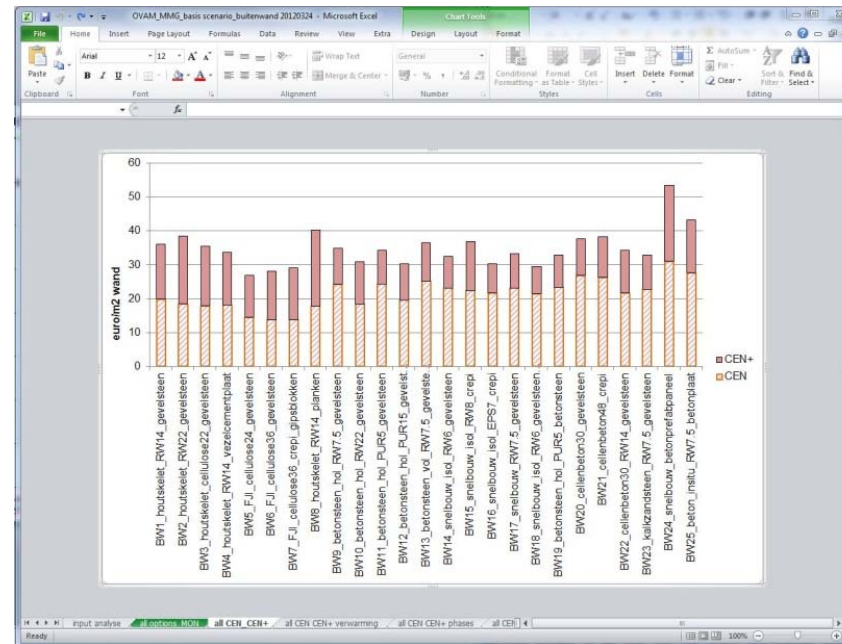 OVAM_MMG_basis scenario_buitenwand 20120324 - Microsoft Excel
Chart Tools
File Home Insert Page Layout Formulas Data Review View Extra Design Layout Format
Paste
Arial
12
Wrap Text
Merge & Center
General
Conditional Formatting
Format as Table
Cell Styles
Insert Delete Format
AutoSum
Fill
Clear
Sort & Filter
Find & Select
Clipboard Font Alignment Number Styles Cells Editing
fx
euro/m2 wand
60
50
40
30
20
10
0
CEN+
CEN
BW1_houtskelet_RW14_gevelsteen
BW2_houtskelet_RW22_gevelsteen
BW3_houtskelet_cellulose22_gevelsteen
BW4_houtskelet_RW14_vezelcementplaat
BW5_FJI_cellulose24_gevelsteen
BW6_FJI_cellulose36_gevelsteen
BW7_FJI_cellulose36_crepi_gipsblokken
BW8_houtskelet_RW14_planken
BW9_betonsteen_hol_RW7.5_gevelsteen
BW10_betonsteen_hol_RW22_gevelsteen
BW11_betonsteen_hol_PUR5_gevelsteen
BW12_betonsteen_hol_PUR15_gevelst.
BW13_betonsteen_vol_RW7.5_gevelste.
BW14_snelbouw_isol_RW6_gevelsteen
BW15_snelbouw_isol_RW8_crepi
BW16_snelbouw_isol_EPS7_crepi
BW17_snelbouw_RW7.5_gevelsteen
BW18_snelbouw_isol_RW6_gevelsteen.
BW19_betonsteen_hol_PUR5_betonsteen
BW20_cellenbeton30_gevelsteen
BW21_cellenbeton48_crepi
BW22_cellenbeton30_RW14_gevelsteen
BW23_kalkzandsteen_RW7.5_gevelsteen
BW24_snelbouw_betonprefabpaneel
BW25_beton_insitu_RW7.5_betonplaat
input analyse all options_MON all CEN_CEN+ all CEN CEN+ verwarming all CEN CEN+ phases all CEN
Ready
100%